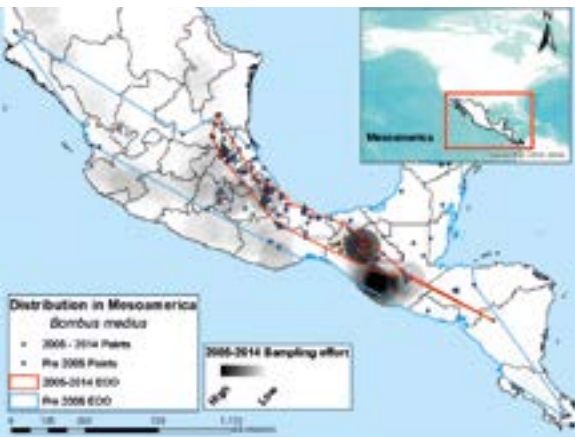 Mesoamerica
Distribution in Mesoamerica
Bombus medius
2005 - 2014 Points
Pre 2005 Points
2005-2014 EOO
Pre 2005 EOO
2005-2014 Sampling effort
High
Low
0